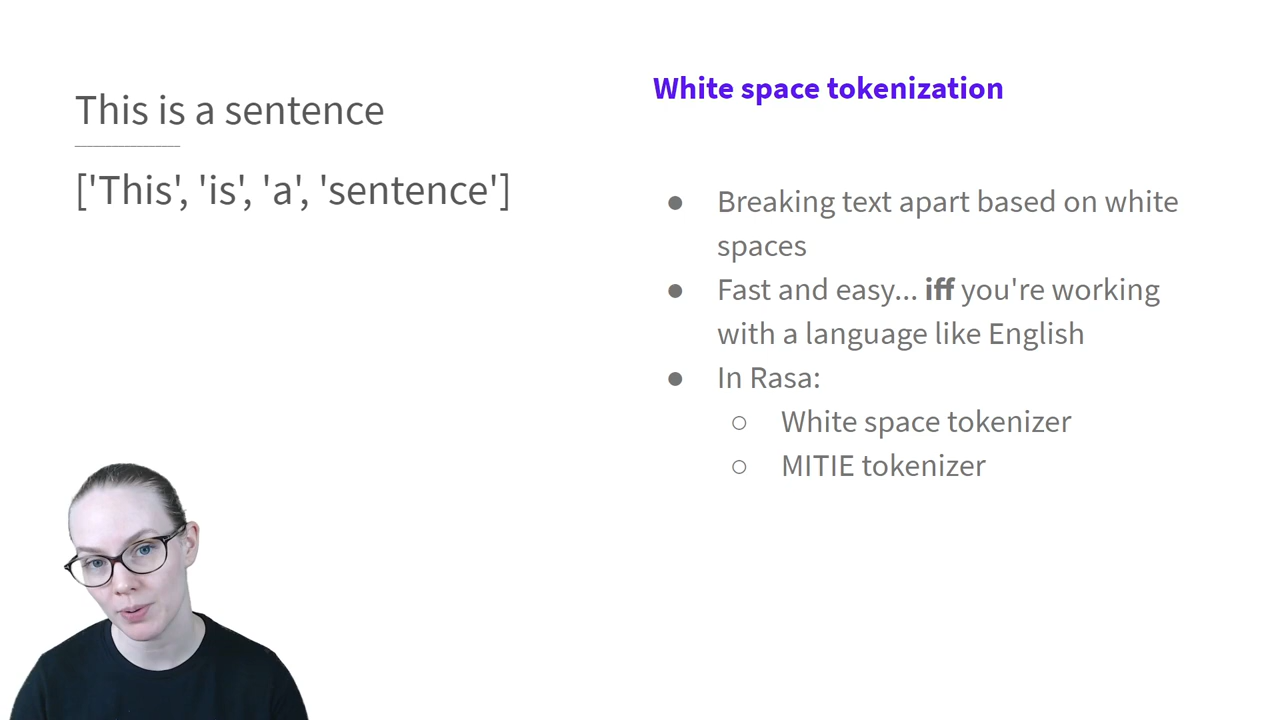 This is a sentence
['This', 'is', 'a', 'sentence']
White space tokenization
● Breaking text apart based on white
spaces
● Fast and easy... iff you're working
with a language like English
● In Rasa:
○ White space tokenizer
○ MITIE tokenizer